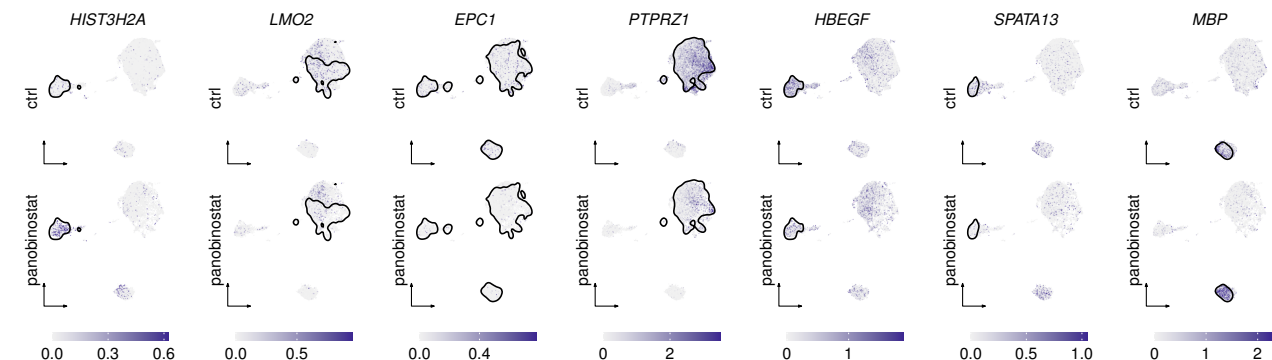 HIST3H2A LMO2 EPC1 PTPRZ1 HBEGF SPATA13 MBP
ctrl ctrl ctrl ctrl ctrl ctrl ctrl
panobinostat panobinostat panobinostat panobinostat panobinostat panobinostat panobinostat
0.0 0.3 0.6 0.0 0.5 0.0 0.4 0 2 0 1 0.0 0.5 1.0 0 1 2